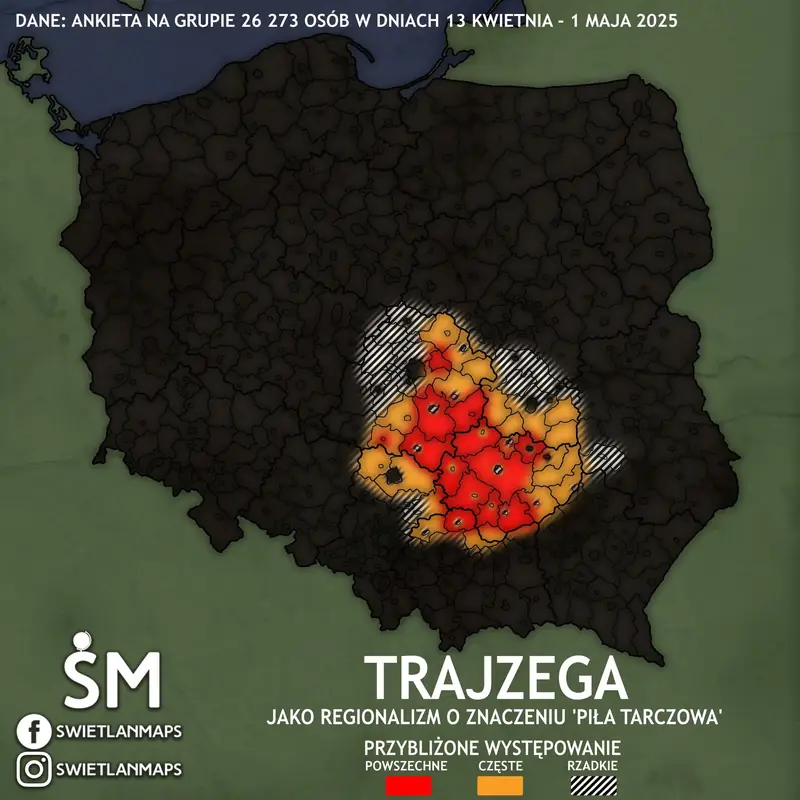 DANE: ANKIETA NA GRUPIE 26 273 OSÓB W DNIACH 13 KWIETNIA - 1 MAJA 2025
ŚM
SWIETLANMAPS
SWIETLANMAPS
TRAJZEGA
JAKO REGIONALIZM O ZNACZENIU 'PIŁA TARCZOWA'
PRZYBLIŻONE WYSTĘPOWANIE
POWSZECHNE CZĘSTE RZADKIE